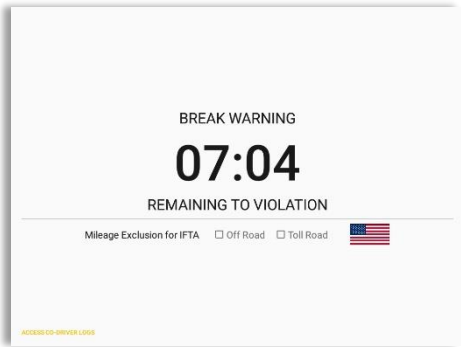 BREAK WARNING
07:04
REMAINING TO VIOLATION
Mileage Exclusion for IFTA Off Road Toll Road
ACCESS CO-DRIVER LOGS